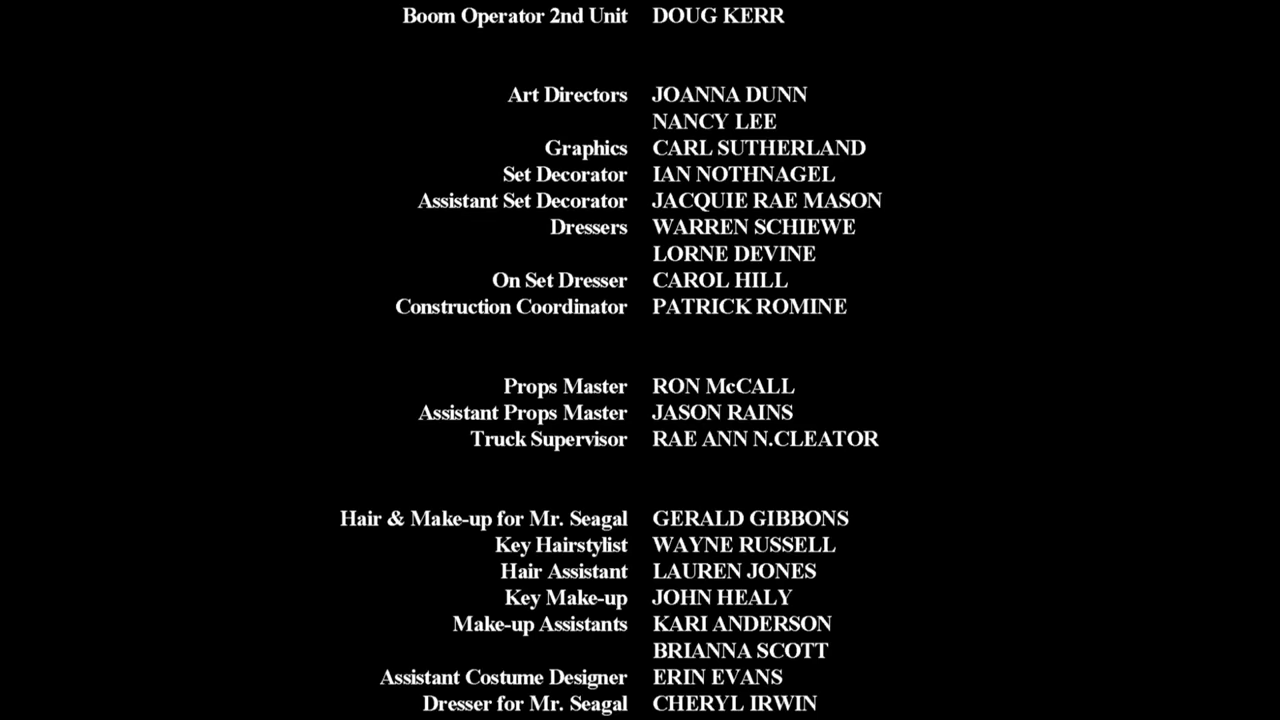 Boom Operator 2nd Unit DOUG KERR
Art Directors JOANNA DUNN
NANCY LEE
Graphics CARL SUTHERLAND
Set Decorator IAN NOTHNAGEL
Assistant Set Decorator JACQUIE RAE MASON
Dressers WARREN SCHIEWE
LORNE DEVINE
On Set Dresser CAROL HILL
Construction Coordinator PATRICK ROMINE
Props Master RON McCALL
Assistant Props Master JASON RAINS
Truck Supervisor RAE ANN N.CLEATOR
Hair & Make-up for Mr. Seagal GERALD GIBBONS
Key Hairstylist WAYNE RUSSELL
Hair Assistant LAUREN JONES
Key Make-up JOHN HEALY
Make-up Assistants KARI ANDERSON
BRIANNA SCOTT
Assistant Costume Designer ERIN EVANS
Dresser for Mr. Seagal CHERYL IRWIN